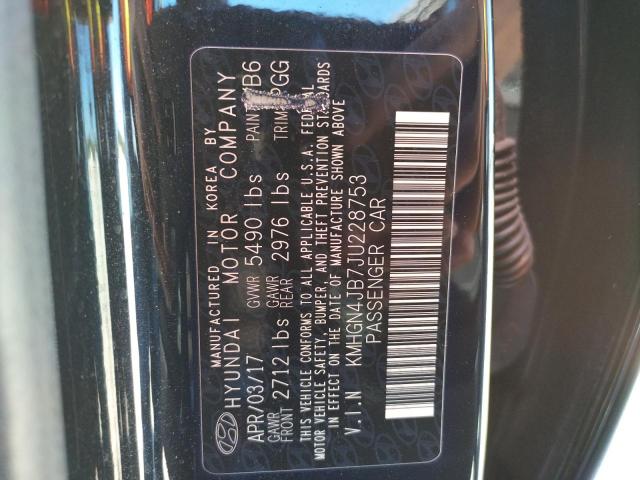 MANUFACTURED IN KOREA BY
HYUNDAI MOTOR COMPANY
APR/03/17 GVWR 5490 lbs PAINT B6
GAWR FRONT 2712 lbs GAWR REAR 2976 lbs TRIM PGG
THIS VEHICLE CONFORMS TO ALL APPLICABLE U.S.A. FEDERAL
MOTOR VEHICLE SAFETY, BUMPER, AND THEFT PREVENTION STANDARDS
IN EFFECT ON THE DATE OF MANUFACTURE SHOWN ABOVE
V.I.N KMHGN4JB7JU228753
PASSENGER CAR